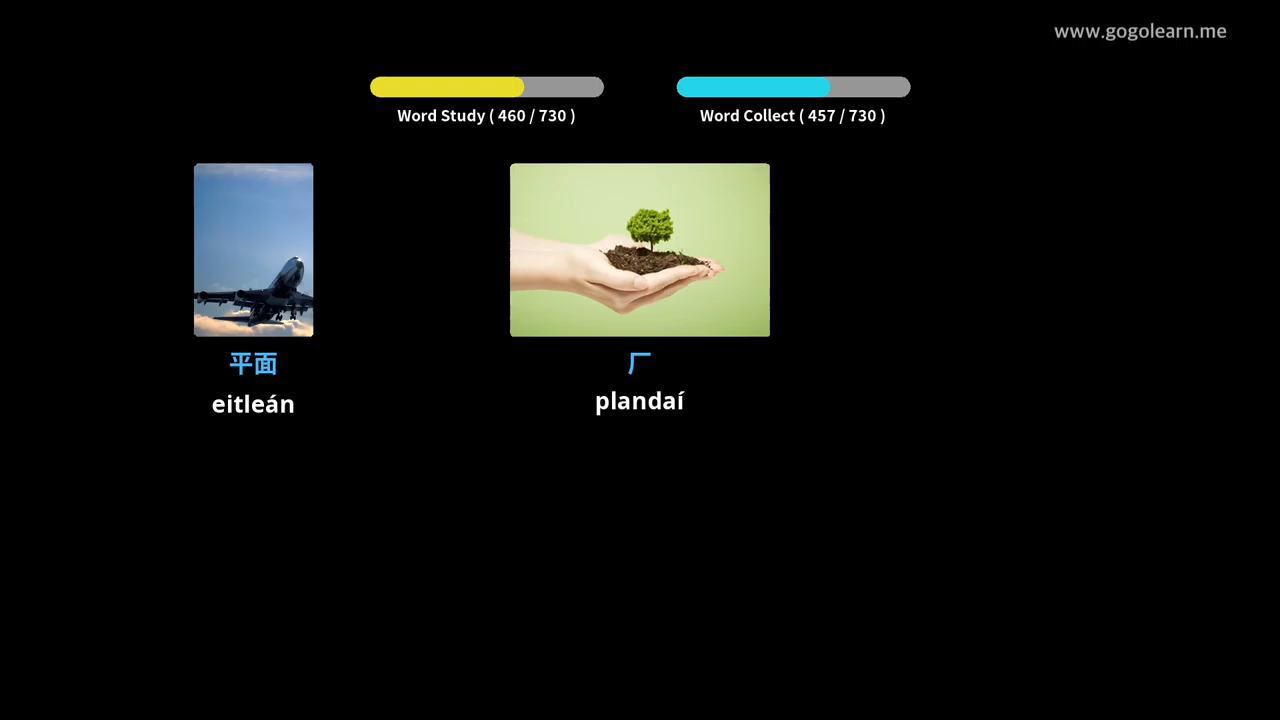 www.gogolearn.me
Word Study ( 460 / 730 )
Word Collect ( 457 / 730 )
平面
eitleán
厂
plandaí